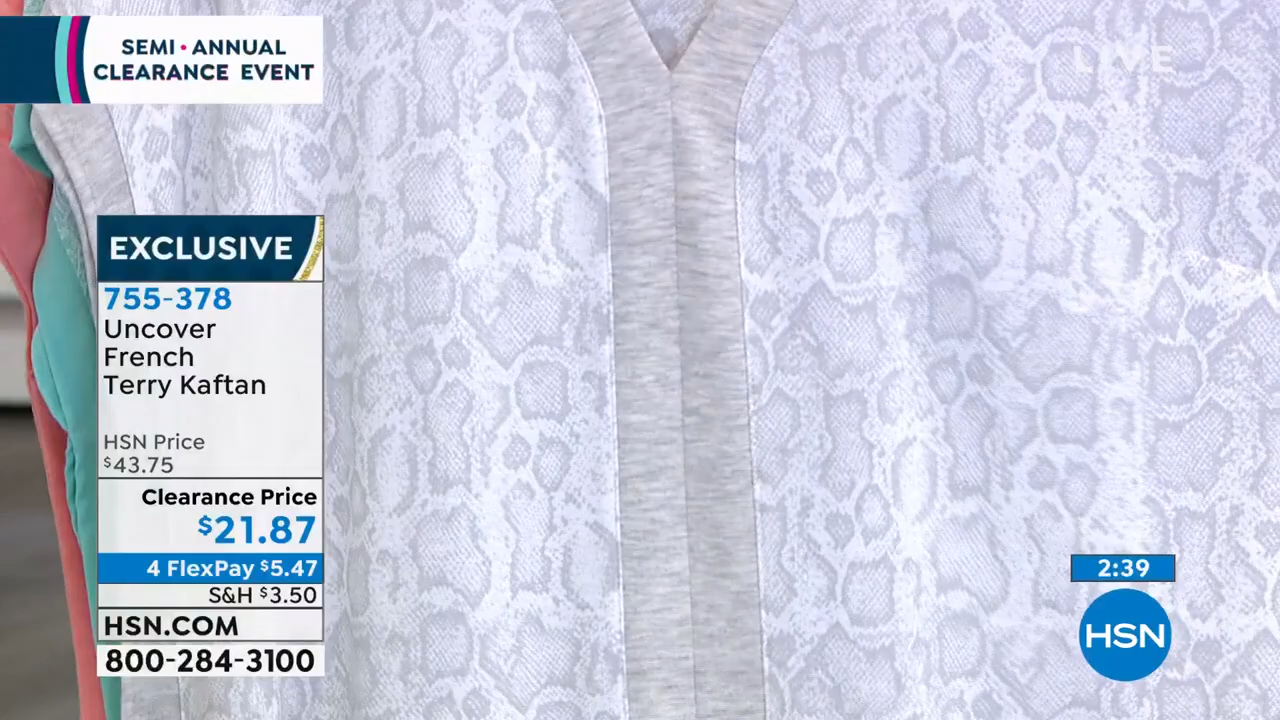 SEMI • ANNUAL
CLEARANCE EVENT
LIVE
EXCLUSIVE
755-378
Uncover
French
Terry Kaftan
HSN Price
$43.75
Clearance Price
$21.87
4 FlexPay $5.47
S&H $3.50
HSN.COM
800-284-3100
2:39
HSN